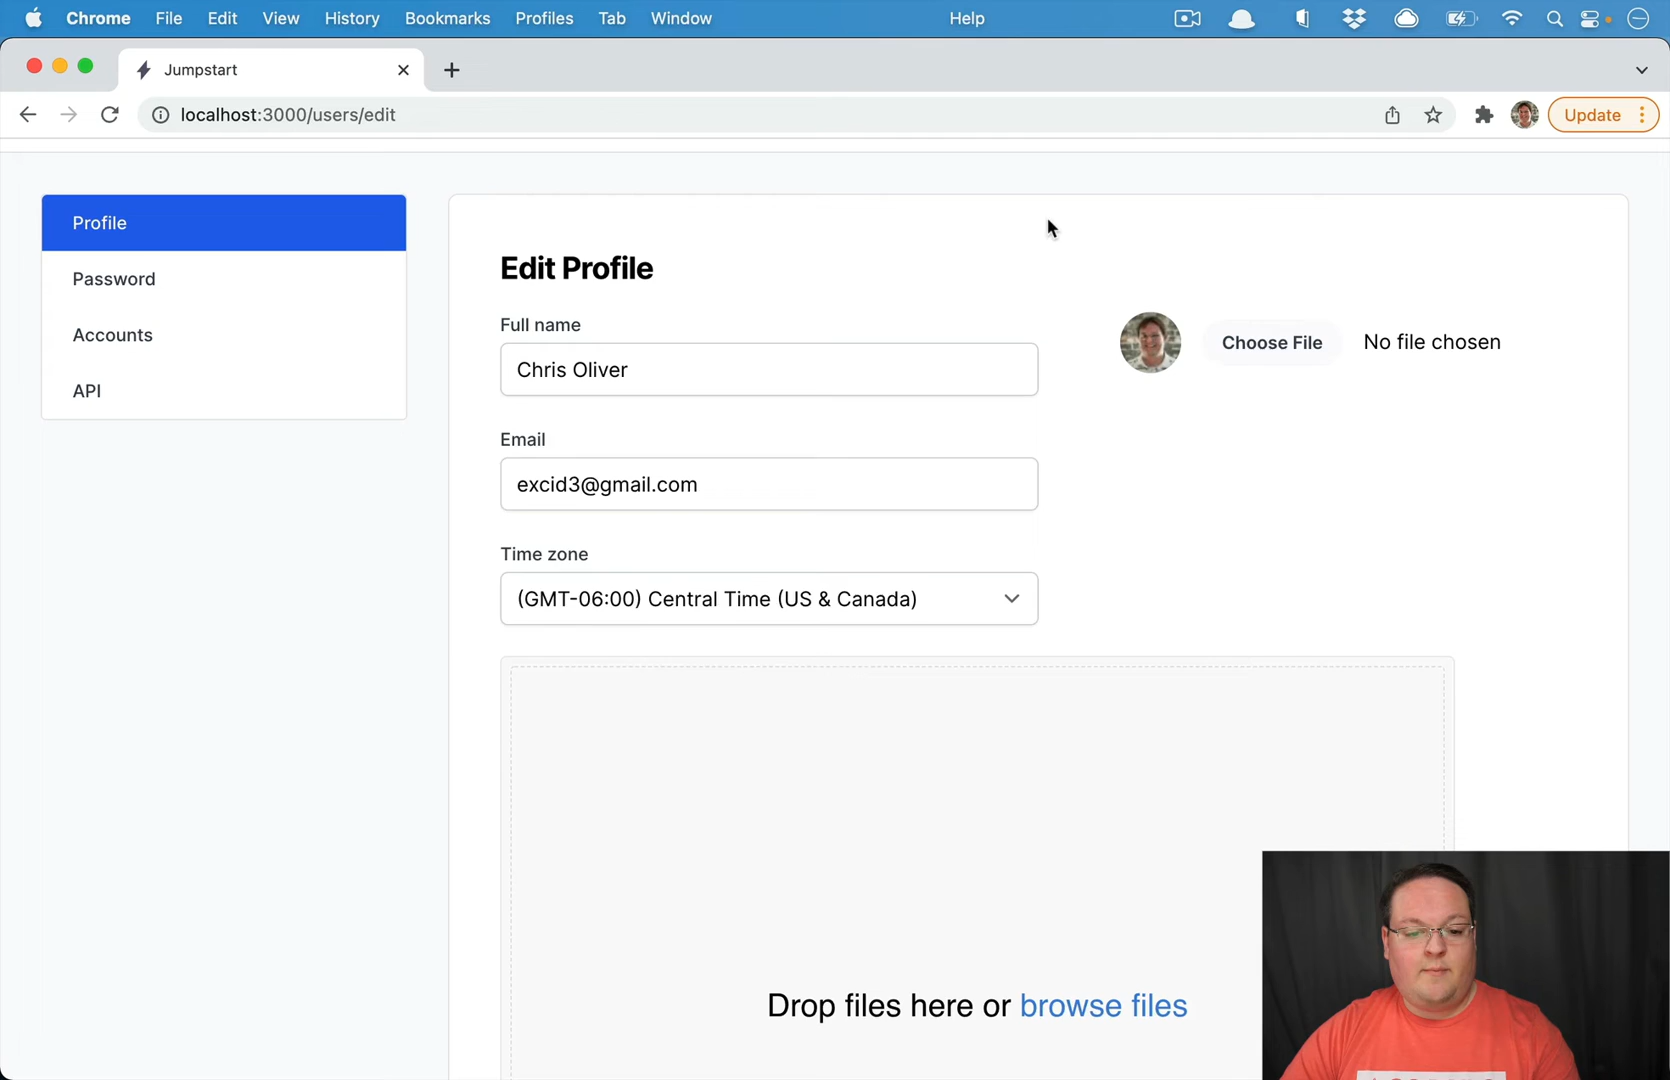 Chrome File Edit View History Bookmarks Profiles Tab Window Help
Jumpstart
localhost:3000/users/edit
Update
Profile
Password
Accounts
API
Edit Profile
Full name
Chris Oliver
Choose File No file chosen
Email
excid3@gmail.com
Time zone
(GMT-06:00) Central Time (US & Canada)
Drop files here or browse files